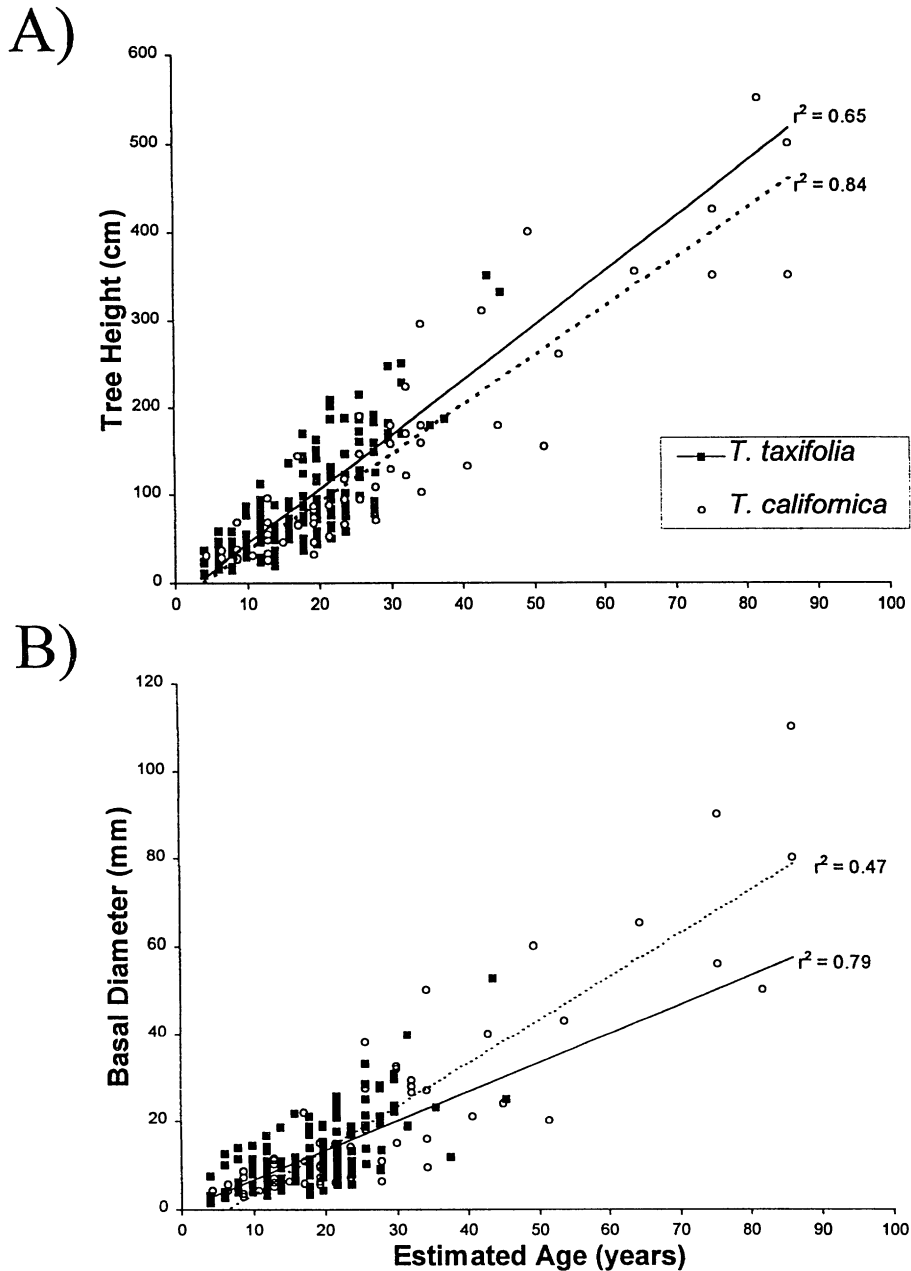 A)
600
500
400
300
200
100
0
Tree Height (cm)
r² = 0.65
r² = 0.84
T. taxifolia
T. californica
0 10 20 30 40 50 60 70 80 90 100
B)
120
100
80
60
40
20
0
Basal Diameter (mm)
r² = 0.47
r² = 0.79
0 10 20 30 40 50 60 70 80 90 100
Estimated Age (years)